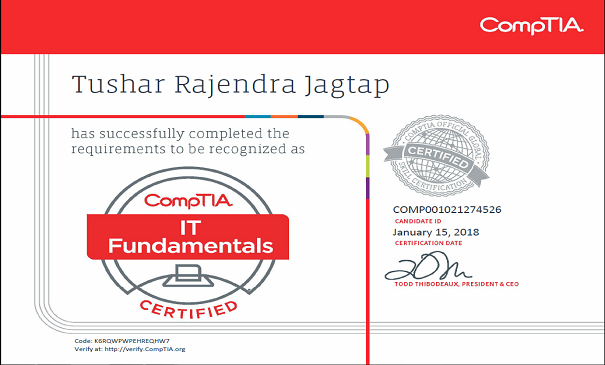 CompTIA.
Tushar Rajendra Jagtap
has successfully completed the
requirements to be recognized as
CompTIA.
IT
Fundamentals
CERTIFIED
COMPTIA OFFICIAL GLOBAL
CERTIFIED
SKILL CERTIFICATION
COMP001021274526
CANDIDATE ID
January 15, 2018
CERTIFICATION DATE
TODD THIBODEAUX, PRESIDENT & CEO
Code: K6RQWPWPEHREQHW7
Verify at: http://verify.CompTIA.org